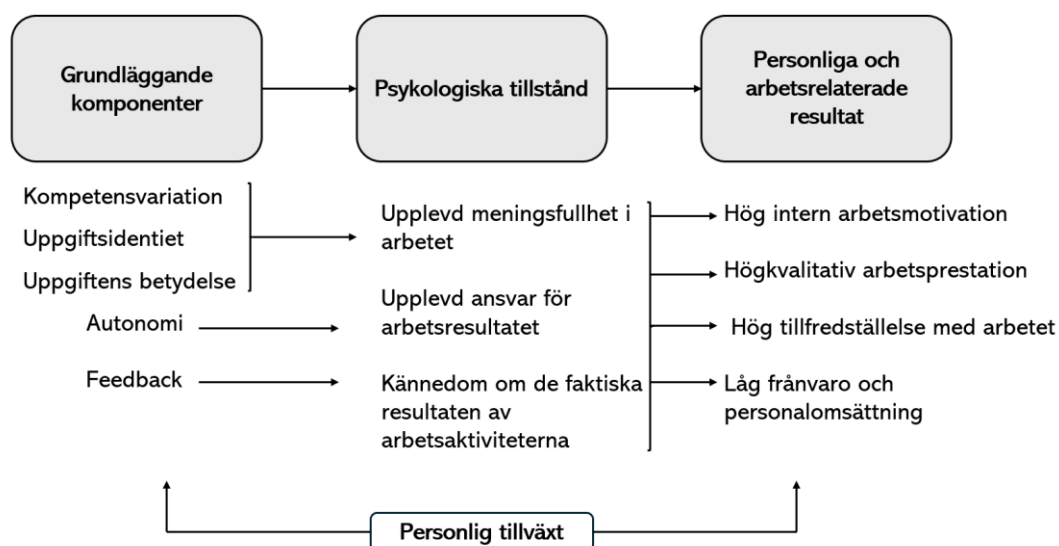 Grundläggande
komponenter
Psykologiska tillstånd
Personliga och
arbetsrelaterade
resultat
Kompetensvariation
Uppgiftsidentiet
Uppgiftens betydelse
Autonomi
Feedback
Upplevd meningsfullhet i
arbetet
Upplevd ansvar för
arbetsresultatet
Kännedom om de faktiska
resultaten av
arbetsaktiviteterna
Hög intern arbetsmotivation
Högkvalitativ arbetsprestation
Hög tillfredställelse med arbetet
Låg frånvaro och
personalomsättning
Personlig tillväxt